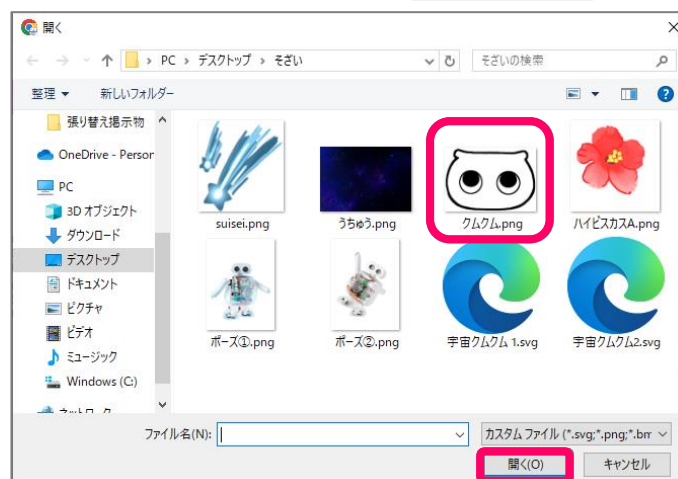 開く
PC › デスクトップ › そざい
そざいの検索
整理
新しいフォルダー
張り替え掲示物
OneDrive - Person
PC
3D オブジェクト
ダウンロード
デスクトップ
ドキュメント
ピクチャ
ビデオ
ミュージック
Windows (C:)
suisei.png
うちゅう.png
クムクム.png
ハイビスカスA.png
ポーズ①.png
ポーズ②.png
宇宙クムクム 1.svg
宇宙クムクム2.svg
ファイル名(N):
カスタム ファイル (*.svg;*.png;*.br
開く(O)
キャンセル